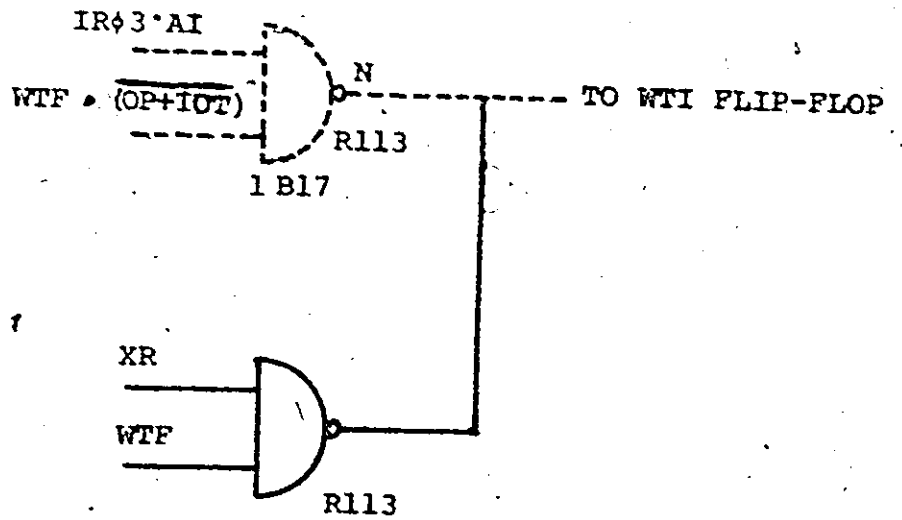 IRϕ3·AI
N
WTF · (OP+IOT)
TO WTI FLIP-FLOP
R113
1 B17
XR
WTF
R113